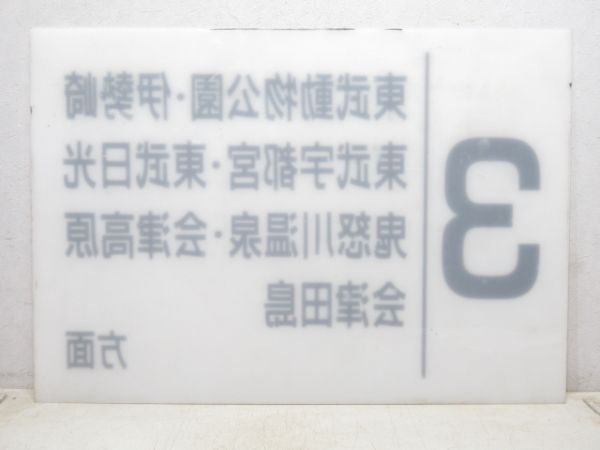 3
東武動物公園・伊勢崎
東武宇都宮・東武日光
鬼怒川温泉・会津高原
会津田島
方面